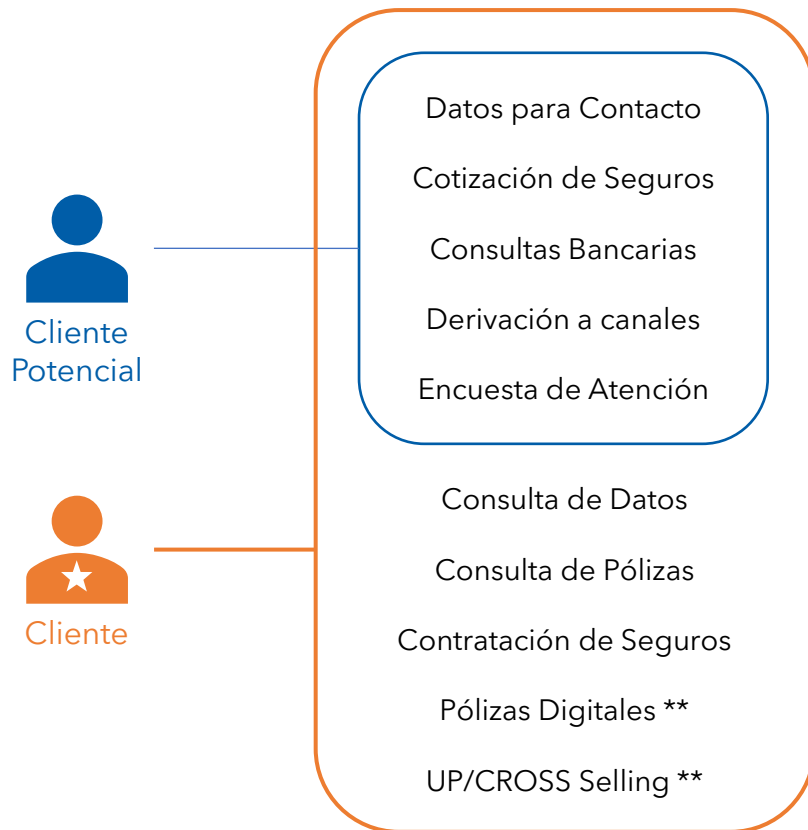 Datos para Contacto
Cotización de Seguros
Consultas Bancarias
Derivación a canales
Encuesta de Atención
Cliente
Potencial
Consulta de Datos
Consulta de Pólizas
Contratación de Seguros
Pólizas Digitales **
UP/CROSS Selling **
Cliente